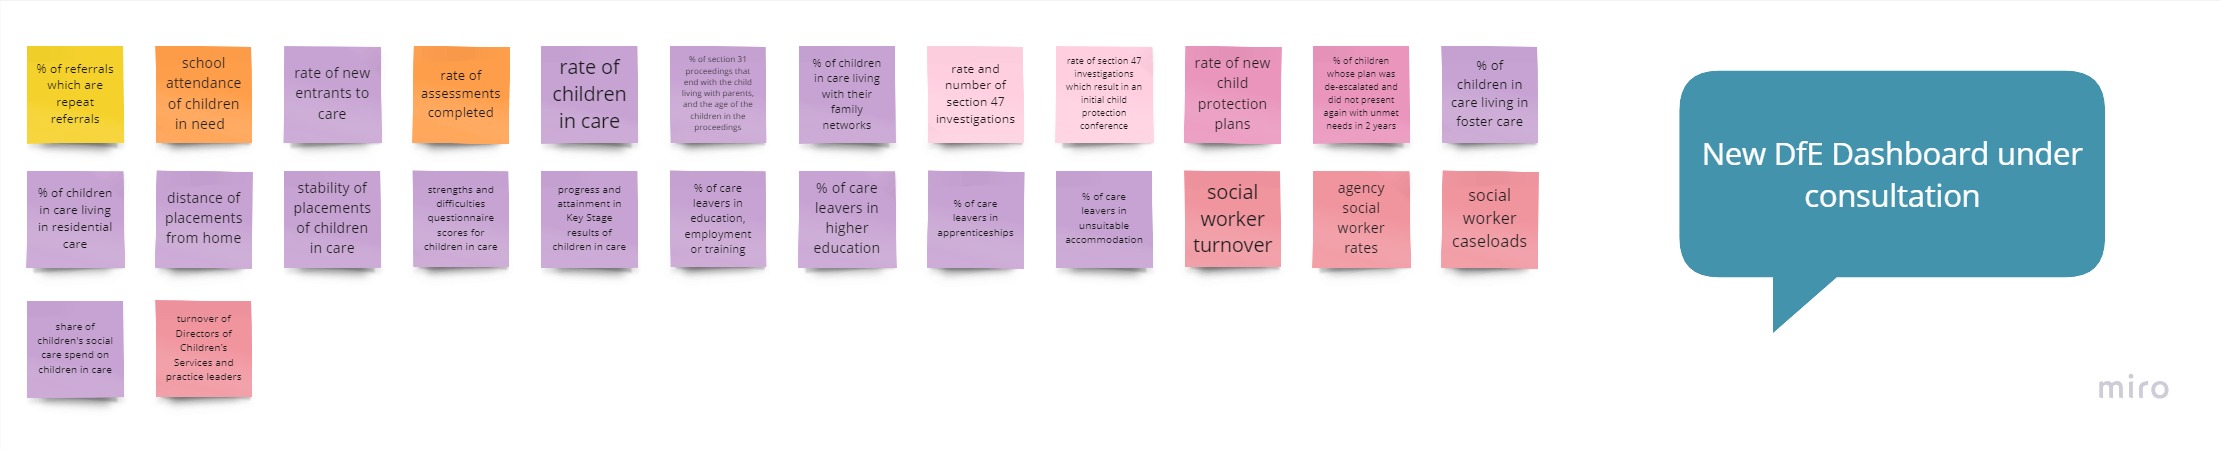 % of referrals
which are
repeat
referrals
school
attendance
of children
in need
rate of new
entrants to
care
rate of
assessments
completed
rate of
children
in care
% of section 31
proceedings that
end with the child
living with parents,
and the age of the
children in the
proceedings
% of children
in care living
with their
family
networks
rate and
number of
section 47
investigations
rate of section 47
investigations
which result in an
initial child
protection
conference
rate of new
child
protection
plans
% of children
whose plan was
de-escalated and
did not present
again with unmet
needs in 2 years
% of
children in
care living in
foster care
% of children
in care living
in residential
care
distance of
placements
from home
stability of
placements
of children
in care
strengths and
difficulties
questionnaire
scores for
children in care
progress and
attainment in
Key Stage
results of
children in care
% of care
leavers in
education,
employment
or training
% of care
leavers in
higher
education
% of care
leavers in
apprenticeships
% of care
leavers in
unsuitable
accommodation
social
worker
turnover
agency
social
worker
rates
social
worker
caseloads
share of
children's social
care spend on
children in care
turnover of
Directors of
Children's
Services and
practice leaders
New DfE Dashboard under
consultation
miro